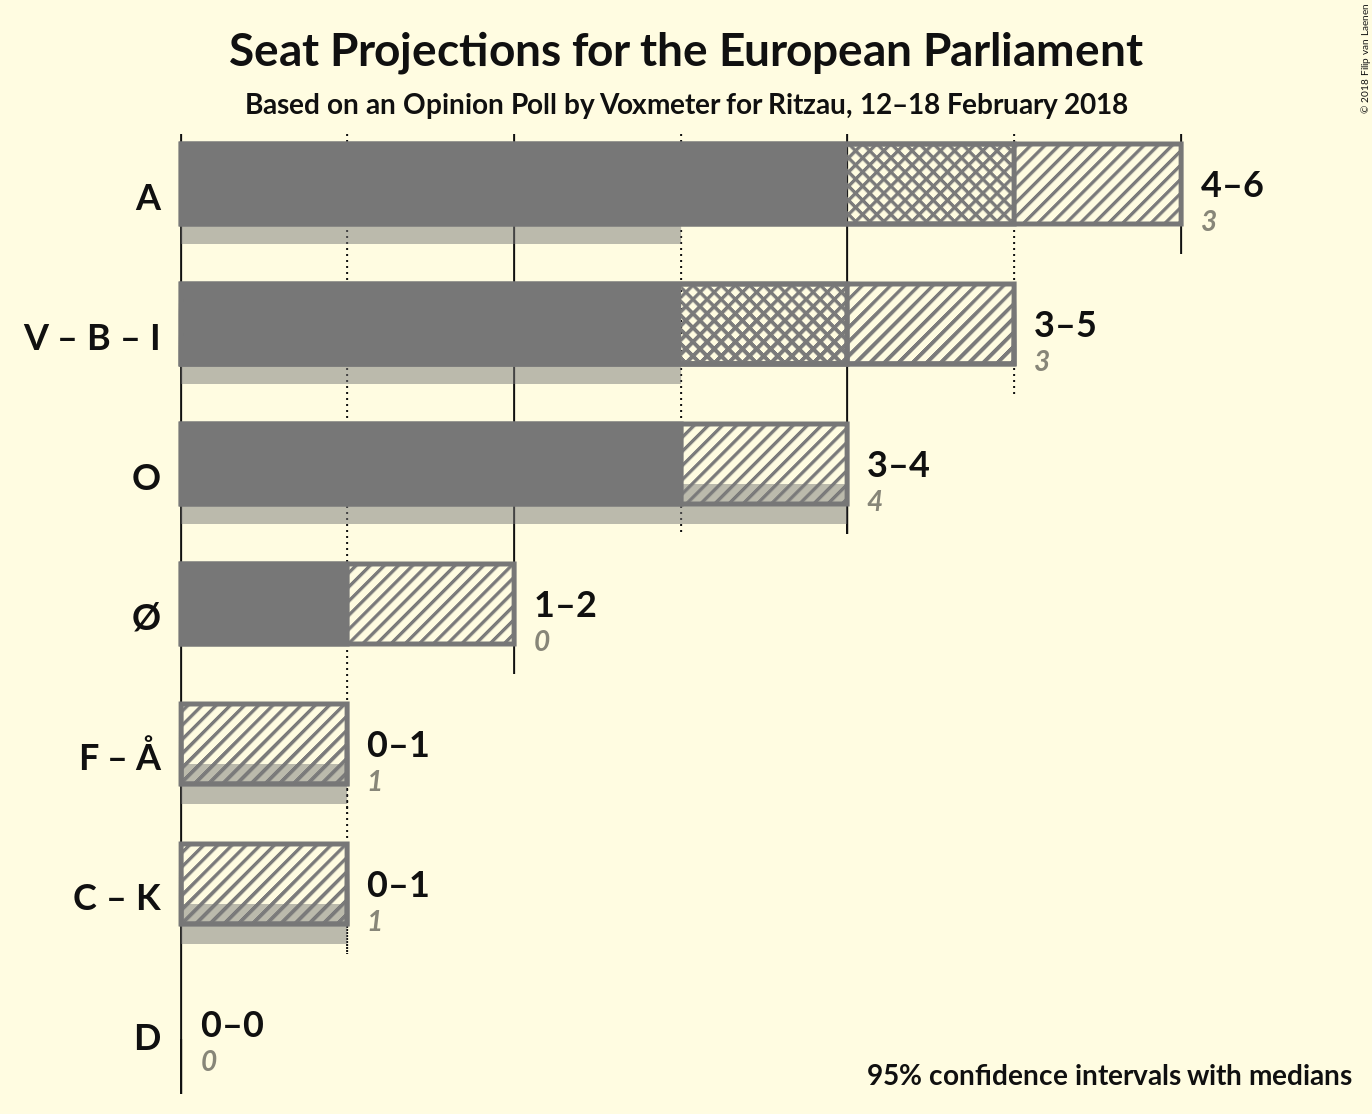 Seat Projections for the European Parliament
Based on an Opinion Poll by Voxmeter for Ritzau, 12–18 February 2018
© 2018 Filip van Laenen
A
4–6
3
V – B – I
3–5
3
O
3–4
4
Ø
1–2
0
F – Å
0–1
1
C – K
0–1
1
D
0–0
0
95% confidence intervals with medians